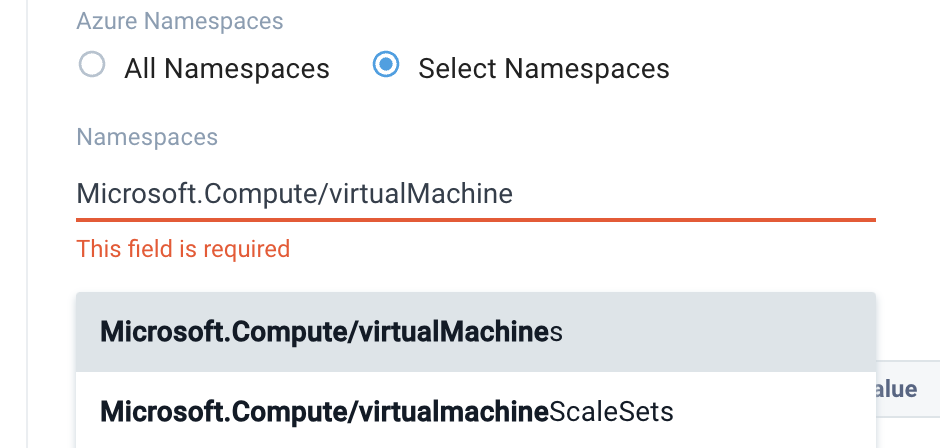 Azure Namespaces
All Namespaces Select Namespaces
Namespaces
Microsoft.Compute/virtualMachine
This field is required
Microsoft.Compute/virtualMachines
alue
Microsoft.Compute/virtualmachineScaleSets